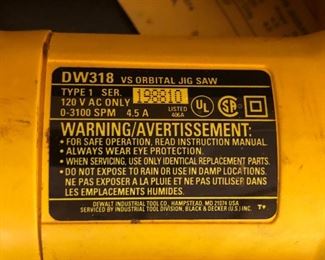 DW318 VS ORBITAL JIG SAW
TYPE 1 SER. 198810
120 V AC ONLY
0-3100 SPM 4.5 A LISTED 406A
UL SA
WARNING/AVERTISSEMENT:
• FOR SAFE OPERATION, READ INSTRUCTION MANUAL.
• ALWAYS WEAR EYE PROTECTION.
• WHEN SERVICING, USE ONLY IDENTICAL REPLACEMENT PARTS.
• DO NOT EXPOSE TO RAIN OR USE IN DAMP LOCATIONS.
NE PAS EXPOSER A LA PLUIE ET NE PAS UTILISER DANS
LES EMPLACEMENTS HUMIDES.
DEWALT INDUSTRIAL TOOL CO., HAMPSTEAD, MD 21074 USA
SERVICED BY INDUSTRIAL TOOL DIVISION, BLACK & DECKER (U.S.) INC.